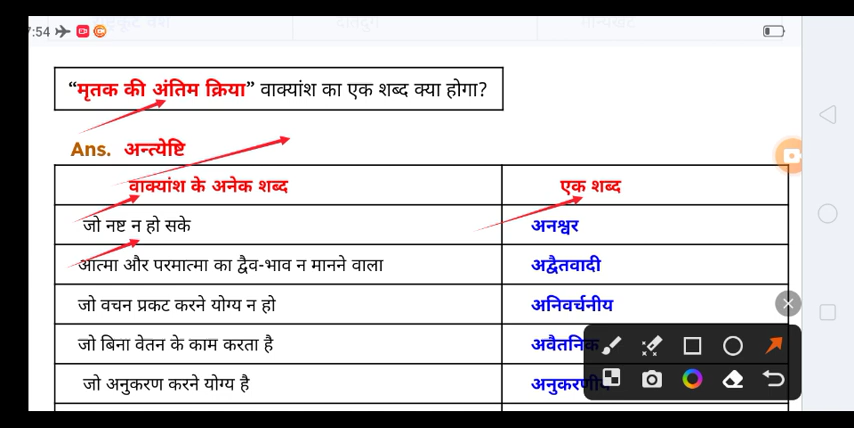 :54
"मृतक की अंतिम क्रिया" वाक्यांश का एक शब्द क्या होगा?
Ans. अन्त्येष्टि
वाक्यांश के अनेक शब्द एक शब्द
जो नष्ट न हो सके अनश्वर
आत्मा और परमात्मा का द्वैव-भाव न मानने वाला अद्वैतवादी
जो वचन प्रकट करने योग्य न हो अनिवर्चनीय
जो बिना वेतन के काम करता है अवैतनिक
जो अनुकरण करने योग्य है अनुकरणीय